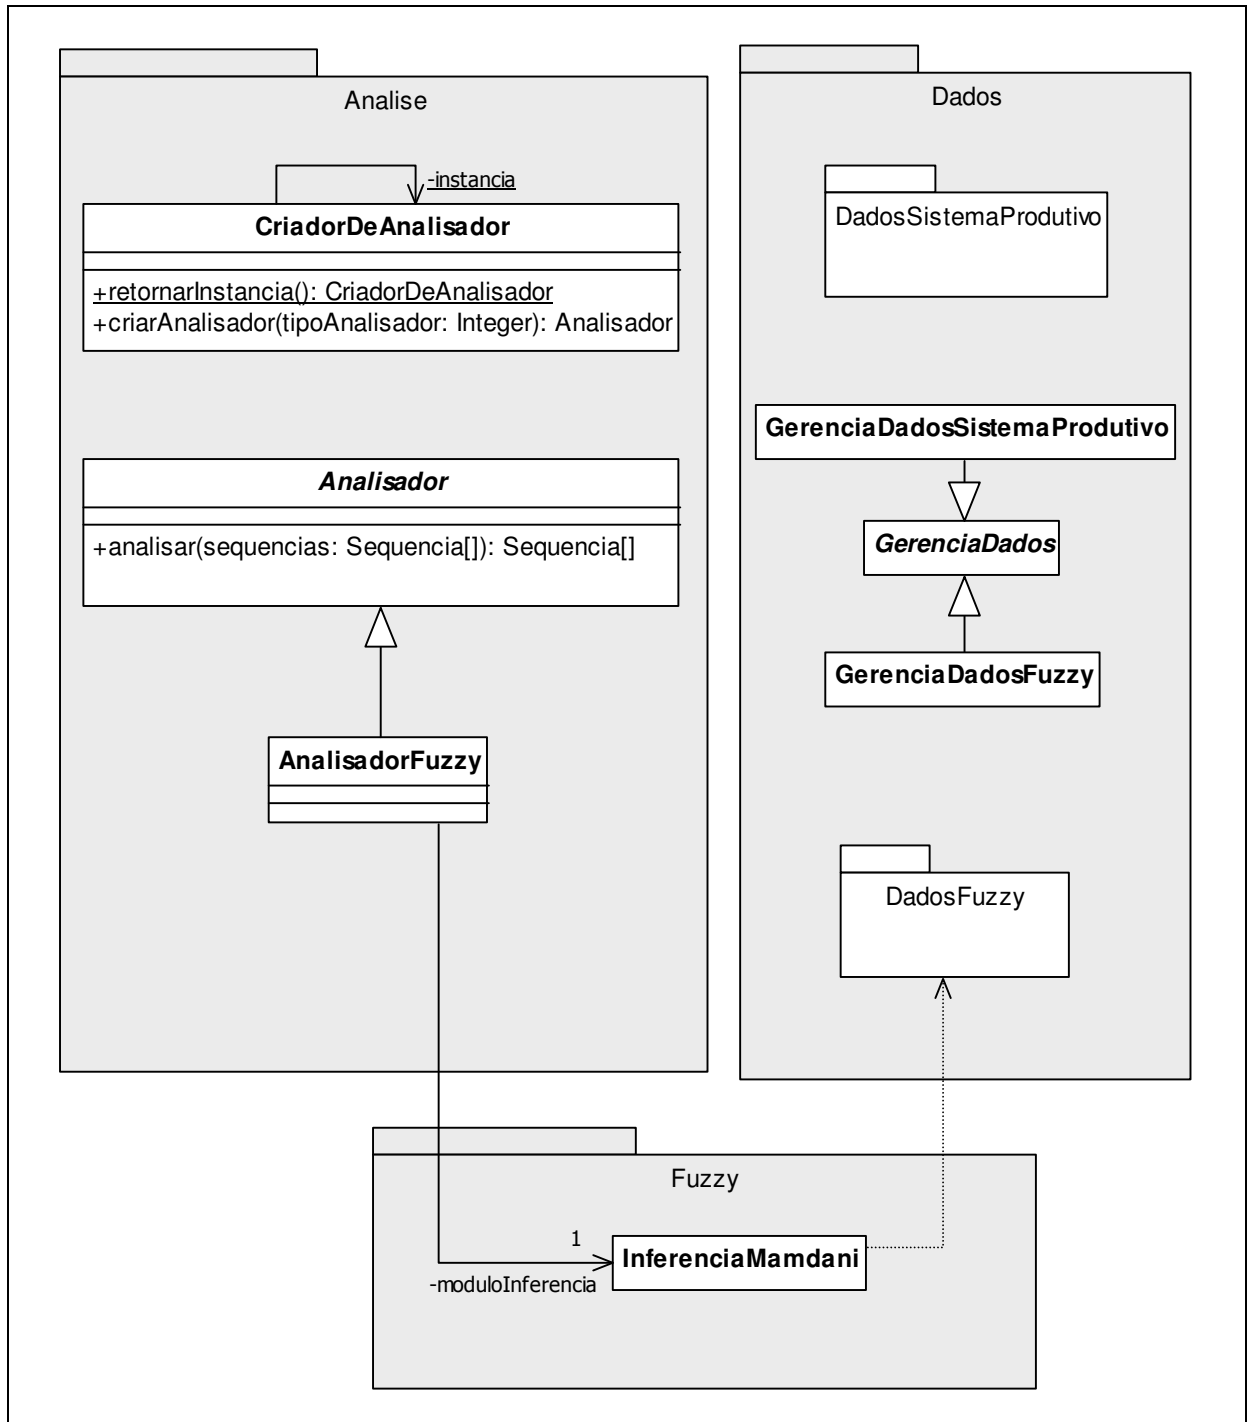 Analise
-instancia
CriadorDeAnalisador
+retornarInstancia(): CriadorDeAnalisador
+criarAnalisador(tipoAnalisador: Integer): Analisador
Analisador
+analisar(sequencias: Sequencia[]): Sequencia[]
AnalisadorFuzzy
Dados
DadosSistemaProdutivo
GerenciaDadosSistemaProdutivo
GerenciaDados
GerenciaDadosFuzzy
DadosFuzzy
Fuzzy
1
InferenciaMamdani
-moduloInferencia